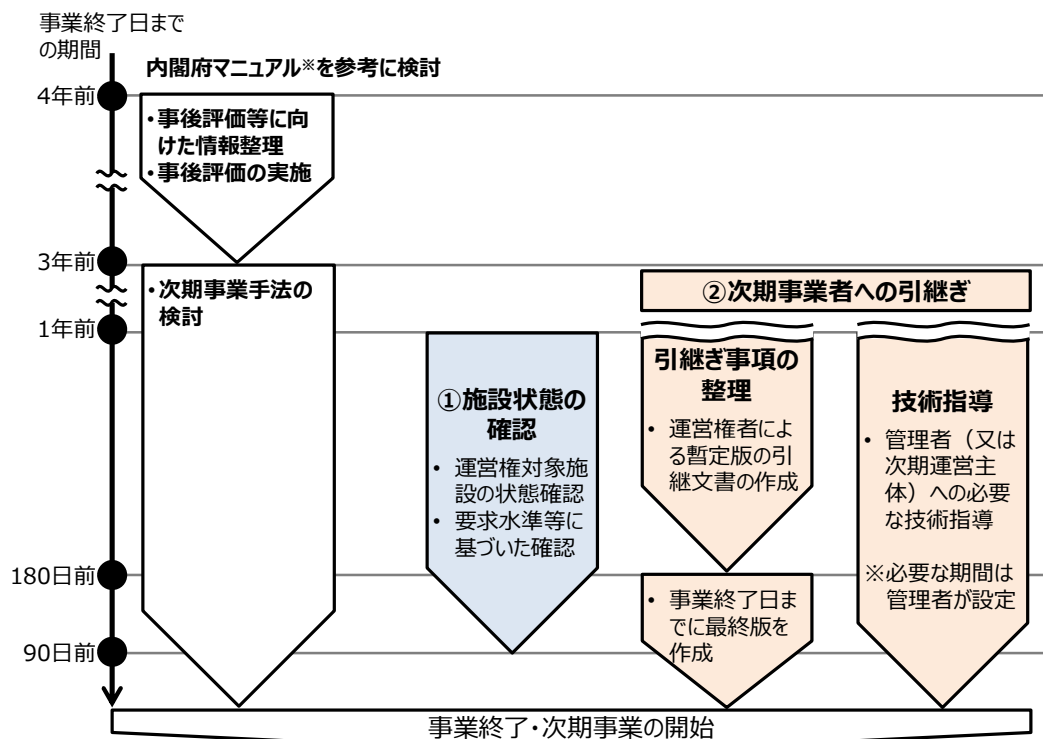 事業終了日まで
の期間
内閣府マニュアル※を参考に検討
4年前
・事後評価等に向
けた情報整理
・事後評価の実施
3年前
・次期事業手法の
検討
②次期事業者への引継ぎ
1年前
①施設状態の
確認
• 運営権対象施
設の状態確認
• 要求水準等に
基づいた確認
引継ぎ事項の
整理
• 運営権者によ
る暫定版の引
継文書の作成
技術指導
• 管理者（又は
次期運営主
体）への必要
な技術指導
※必要な期間は
管理者が設定
180日前
• 事業終了日ま
でに最終版を
作成
90日前
事業終了・次期事業の開始